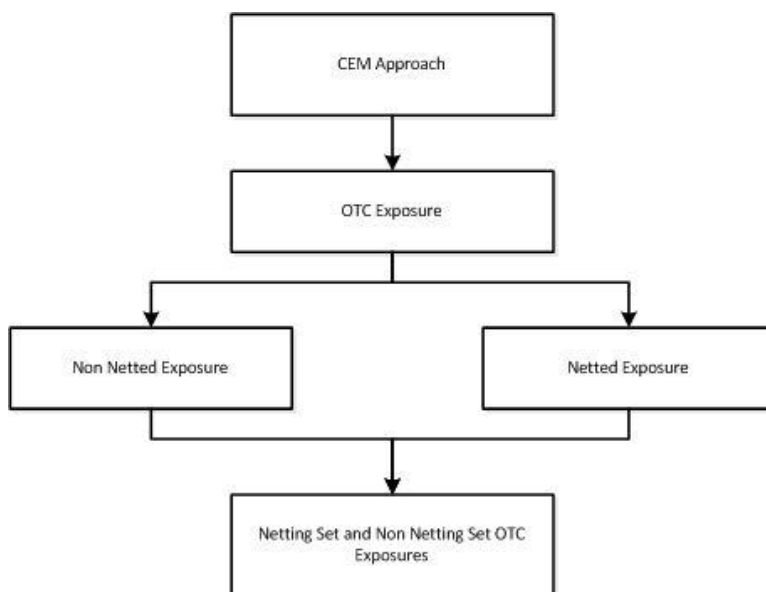 CEM Approach
OTC Exposure
Non Netted Exposure
Netted Exposure
Netting Set and Non Netting Set OTC
Exposures